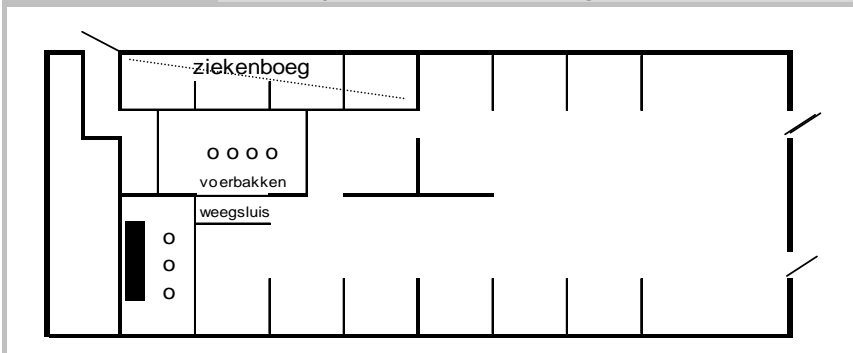 ziekenboeg
o o o o
voerbakken
weegsluis
o
o
o